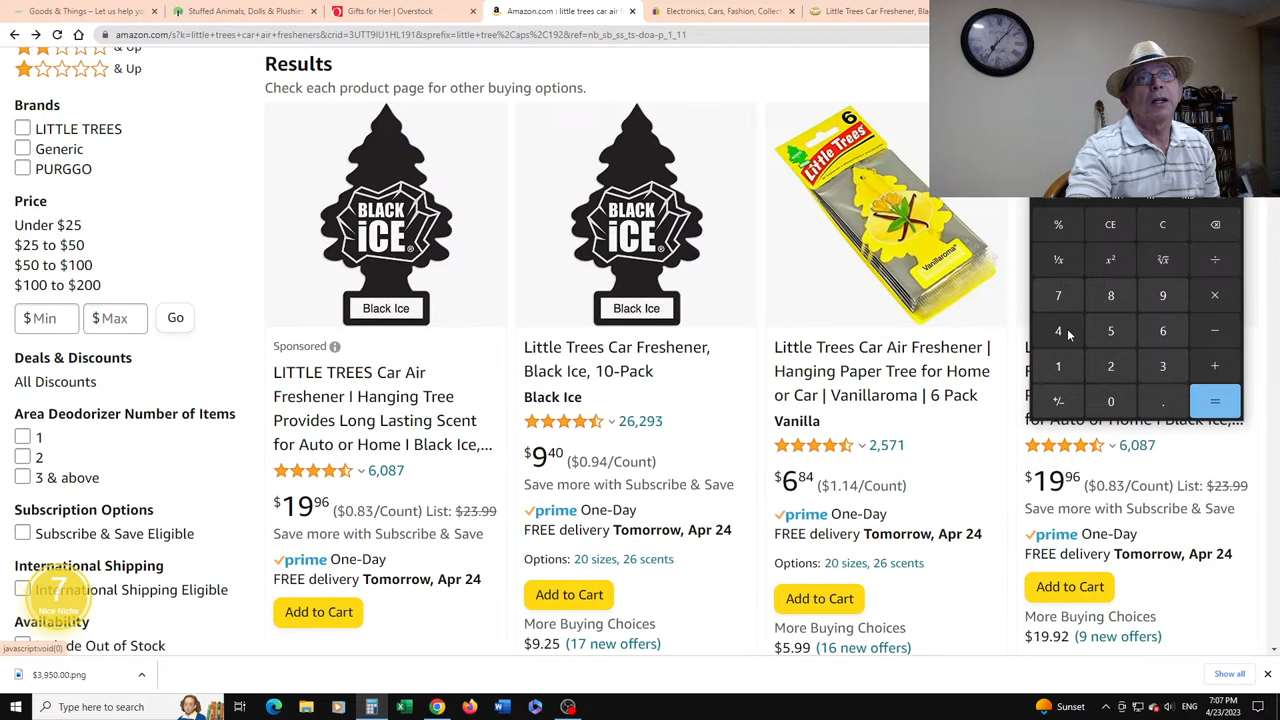 Goods & Things – Let us help yo
Stuffed Animals, Dolls & Plushies
Gifts for Her | Overstock
Amazon.com : little trees car air f
Electronics, Cars, Fashion, Collect
Little Trees Car Freshener, Bla
amazon.com/s?k=little+trees+car+air+fresheners&crid=3UTT9IU1HL191&sprefix=little+tree%2Caps%2C192&ref=nb_sb_ss_ts-doa-p_1_11
& Up
& Up
Brands
LITTLE TREES
Generic
PURGGO
Price
Under $25
$25 to $50
$50 to $100
$100 to $200
$ Min
$ Max
Go
Deals & Discounts
All Discounts
Area Deodorizer Number of Items
1
2
3 & above
Subscription Options
Subscribe & Save Eligible
International Shipping
International Shipping Eligible
7
Nice Niche
Availability
de Out of Stock
javascript:void(0)
Results
Check each product page for other buying options.
BLACK
iCE
Black Ice
Sponsored
LITTLE TREES Car Air
Freshener I Hanging Tree
Provides Long Lasting Scent
for Auto or Home I Black Ice,...
6,087
$19 96 ($0.83/Count) List: $23.99
Save more with Subscribe & Save
prime One-Day
FREE delivery Tomorrow, Apr 24
Add to Cart
BLACK
iCE
Black Ice
Little Trees Car Freshener,
Black Ice, 10-Pack
Black Ice
26,293
$9 40 ($0.94/Count)
Save more with Subscribe & Save
prime One-Day
FREE delivery Tomorrow, Apr 24
Options: 20 sizes, 26 scents
Add to Cart
More Buying Choices
$9.25 (17 new offers)
6
Little Trees
Vanillaroma
Little Trees Car Air Freshener |
Hanging Paper Tree for Home
or Car | Vanillaroma | 6 Pack
Vanilla
2,571
$6 84 ($1.14/Count)
prime One-Day
FREE delivery Tomorrow, Apr 24
Options: 20 sizes, 26 scents
Add to Cart
More Buying Choices
$5.99 (16 new offers)
% CE C
¹/x x² ²√x ÷
7 8 9 ×
4 5 6 −
1 2 3 +
+/− 0 . =
for Auto or Home I Black Ice,...
6,087
$19 96 ($0.83/Count) List: $23.99
Save more with Subscribe & Save
prime One-Day
FREE delivery Tomorrow, Apr 24
Add to Cart
More Buying Choices
$19.92 (9 new offers)
$3,950.00.png
Show all
Type here to search
Sunset
7:07 PM
4/23/2023